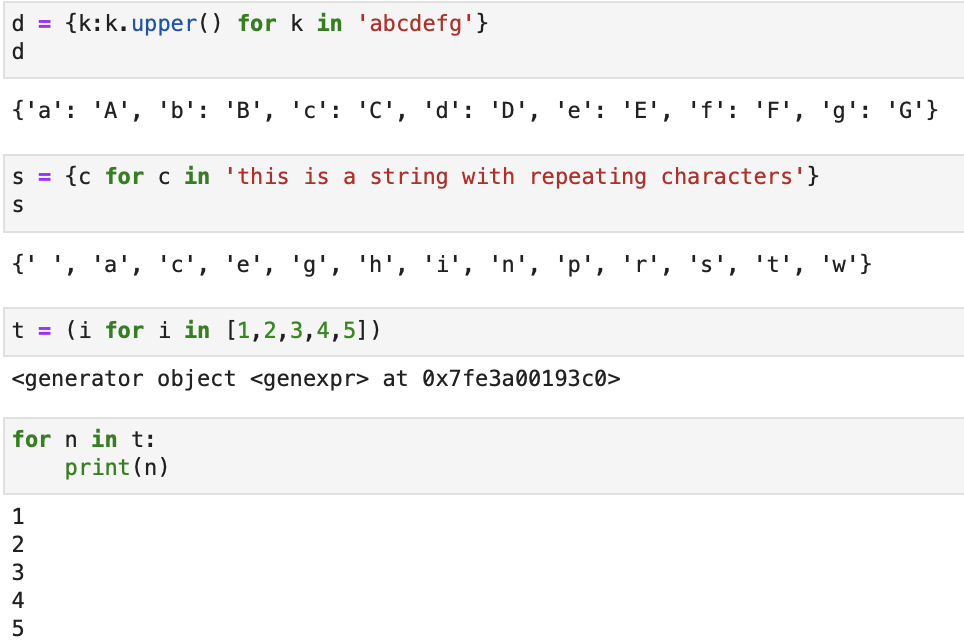 d = {k:k.upper() for k in 'abcdefg'}
d
{'a': 'A', 'b': 'B', 'c': 'C', 'd': 'D', 'e': 'E', 'f': 'F', 'g': 'G'}
s = {c for c in 'this is a string with repeating characters'}
s
{' ', 'a', 'c', 'e', 'g', 'h', 'i', 'n', 'p', 'r', 's', 't', 'w'}
t = (i for i in [1,2,3,4,5])
<generator object <genexpr> at 0x7fe3a00193c0>
for n in t:
    print(n)
1
2
3
4
5